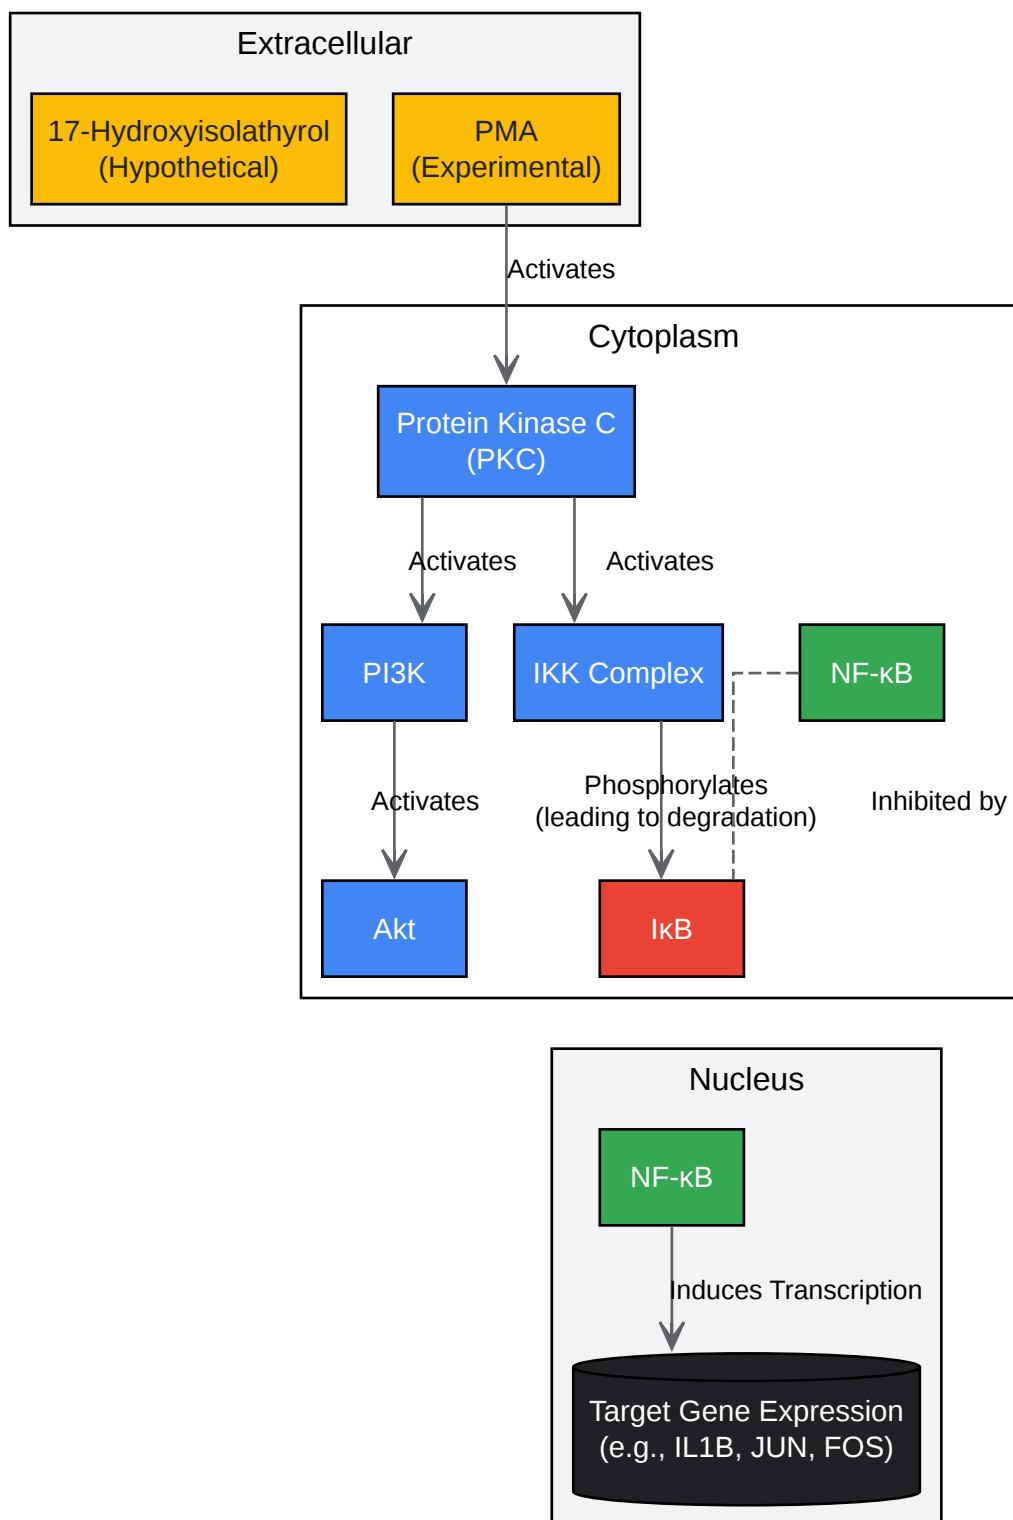 Extracellular
17-Hydroxyisolathyrol
(Hypothetical)
PMA
(Experimental)
Activates
Cytoplasm
Protein Kinase C
(PKC)
Activates
Activates
PI3K
IKK Complex
NF-κB
Activates
Phosphorylates
(leading to degradation)
Inhibited by
Akt
IκB
Nucleus
NF-κB
Induces Transcription
Target Gene Expression
(e.g., IL1B, JUN, FOS)